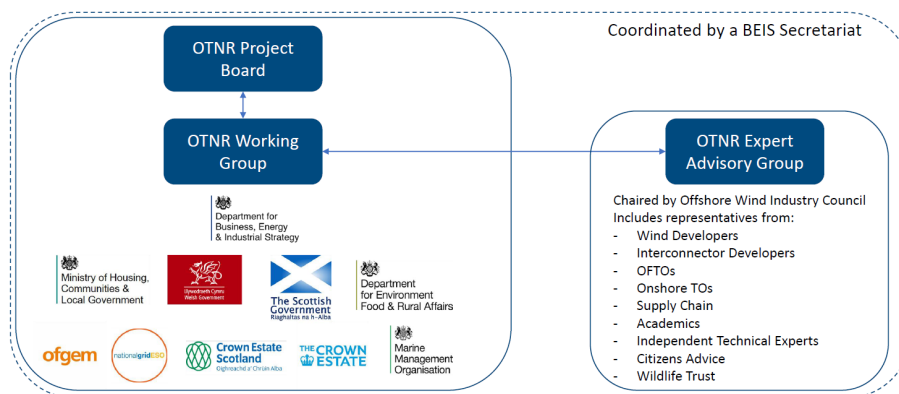 Coordinated by a BEIS Secretariat
OTNR Project
Board
OTNR Working
Group
OTNR Expert
Advisory Group
Department for
Business, Energy
& Industrial Strategy
Ministry of Housing,
Communities &
Local Government
Llywodraeth Cymru
Welsh Government
The Scottish
Government
Riaghaltas na h-Alba
Department
for Environment
Food & Rural Affairs
ofgem
nationalgridESO
Crown Estate
Scotland
Oighreachd a' Chrùin Alba
THE CROWN
ESTATE
Marine
Management
Organisation
Chaired by Offshore Wind Industry Council
Includes representatives from:
- Wind Developers
- Interconnector Developers
- OFTOs
- Onshore TOs
- Supply Chain
- Academics
- Independent Technical Experts
- Citizens Advice
- Wildlife Trust